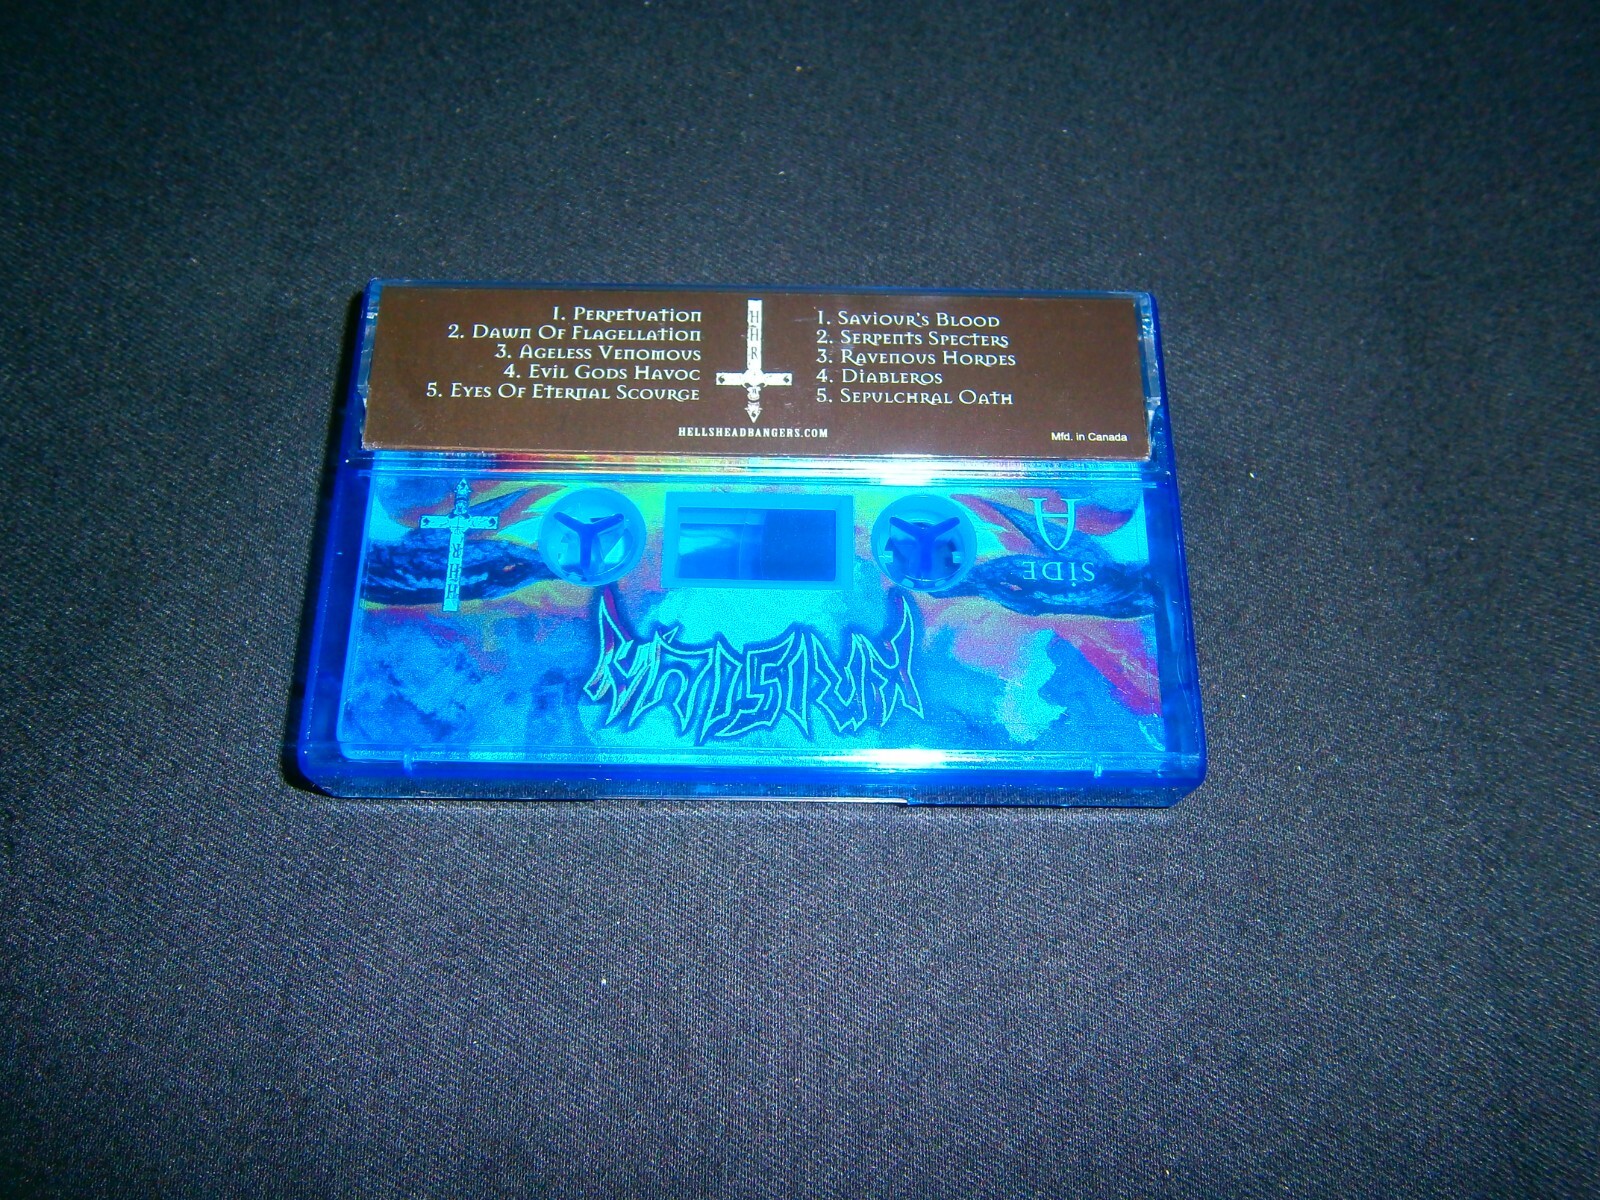 1. Perpetuation
2. Dawn Of Flagellation
3. Ageless Venomous
4. Evil Gods Havoc
5. Eyes Of Eternal Scourge
HHR
1. Saviour's Blood
2. Serpents Specters
3. Ravenous Hordes
4. Diableros
5. Sepulchral Oath
HELLSHEADBANGERS.COM
Mfd. in Canada
A
SIDE
HHR
KRISIUN